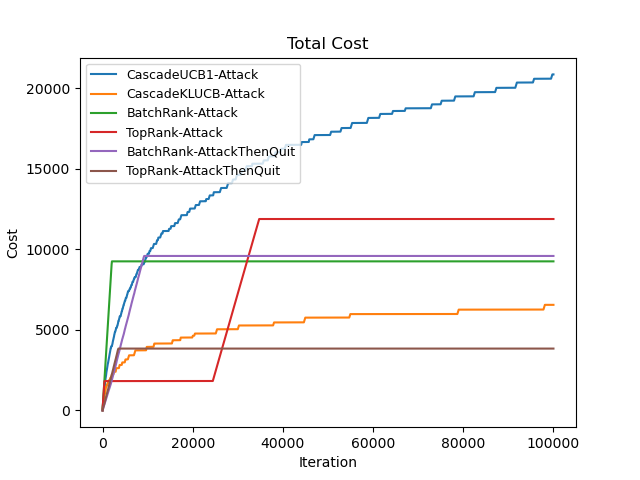 Total Cost
CascadeUCB1-Attack
CascadeKLUCB-Attack
BatchRank-Attack
TopRank-Attack
BatchRank-AttackThenQuit
TopRank-AttackThenQuit
20000
15000
10000
5000
0
Cost
0 20000 40000 60000 80000 100000
Iteration